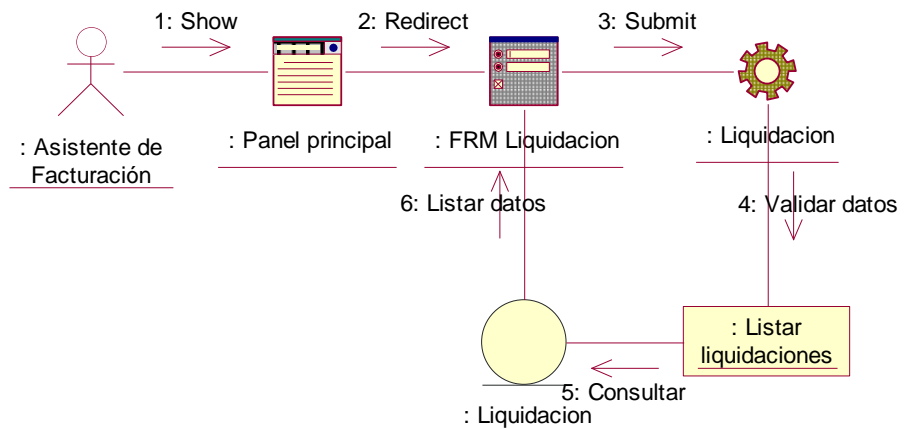 1: Show
2: Redirect
3: Submit
: Asistente de
Facturación
: Panel principal
: FRM Liquidacion
: Liquidacion
6: Listar datos
4: Validar datos
: Listar
liquidaciones
5: Consultar
: Liquidacion